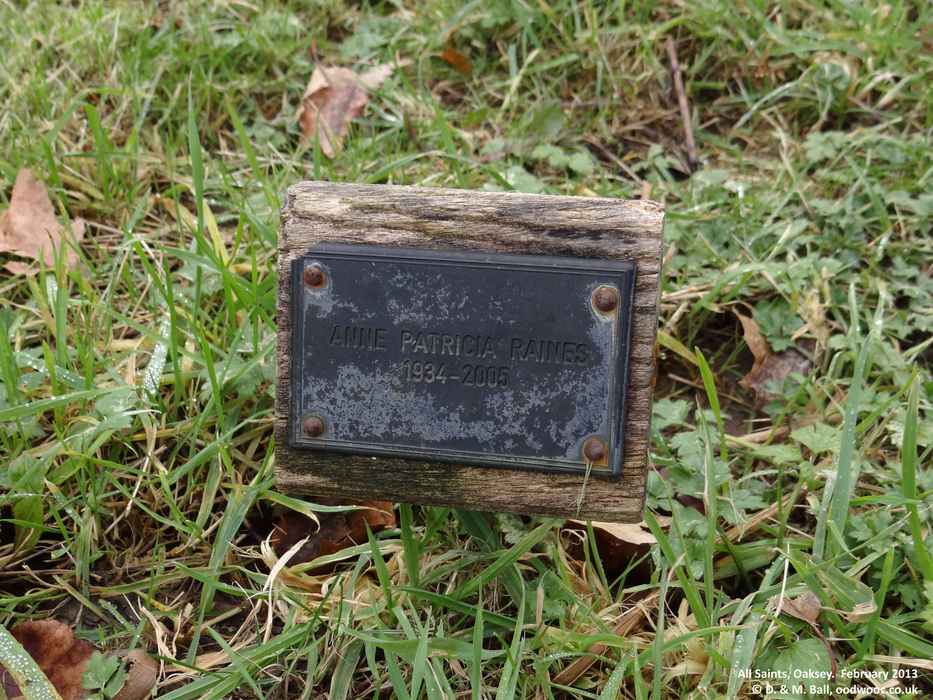 ANNE PATRICIA RAINES
1934-2005
All Saints, Oaksey. February 2013
© D. & M. Ball, oodwooc.co.uk